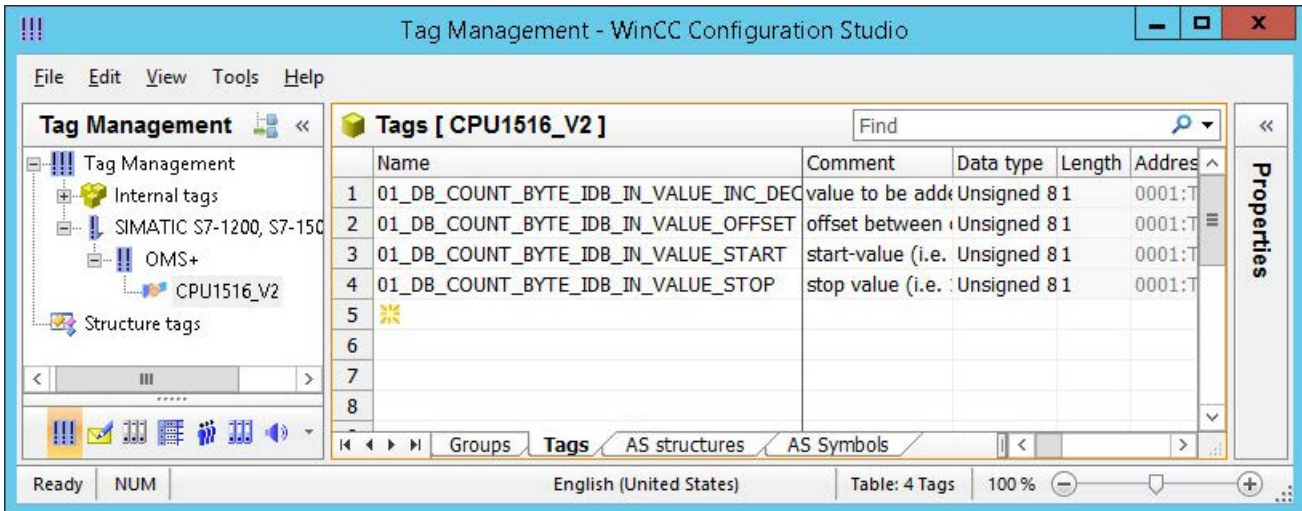 Tag Management - WinCC Configuration Studio
File Edit View Tools Help
Tag Management «
Tag Management
Internal tags
SIMATIC S7-1200, S7-150
OMS+
CPU1516_V2
Structure tags
Tags [ CPU1516_V2 ] Find
Name Comment Data type Length Addres
1 01_DB_COUNT_BYTE_IDB_IN_VALUE_INC_DEC value to be adde Unsigned 8 1 0001:T
2 01_DB_COUNT_BYTE_IDB_IN_VALUE_OFFSET offset between Unsigned 8 1 0001:T
3 01_DB_COUNT_BYTE_IDB_IN_VALUE_START start-value (i.e. Unsigned 8 1 0001:T
4 01_DB_COUNT_BYTE_IDB_IN_VALUE_STOP stop value (i.e. Unsigned 8 1 0001:T
5
6
7
8
Groups Tags AS structures AS Symbols
« Properties
Ready NUM English (United States) Table: 4 Tags 100 %